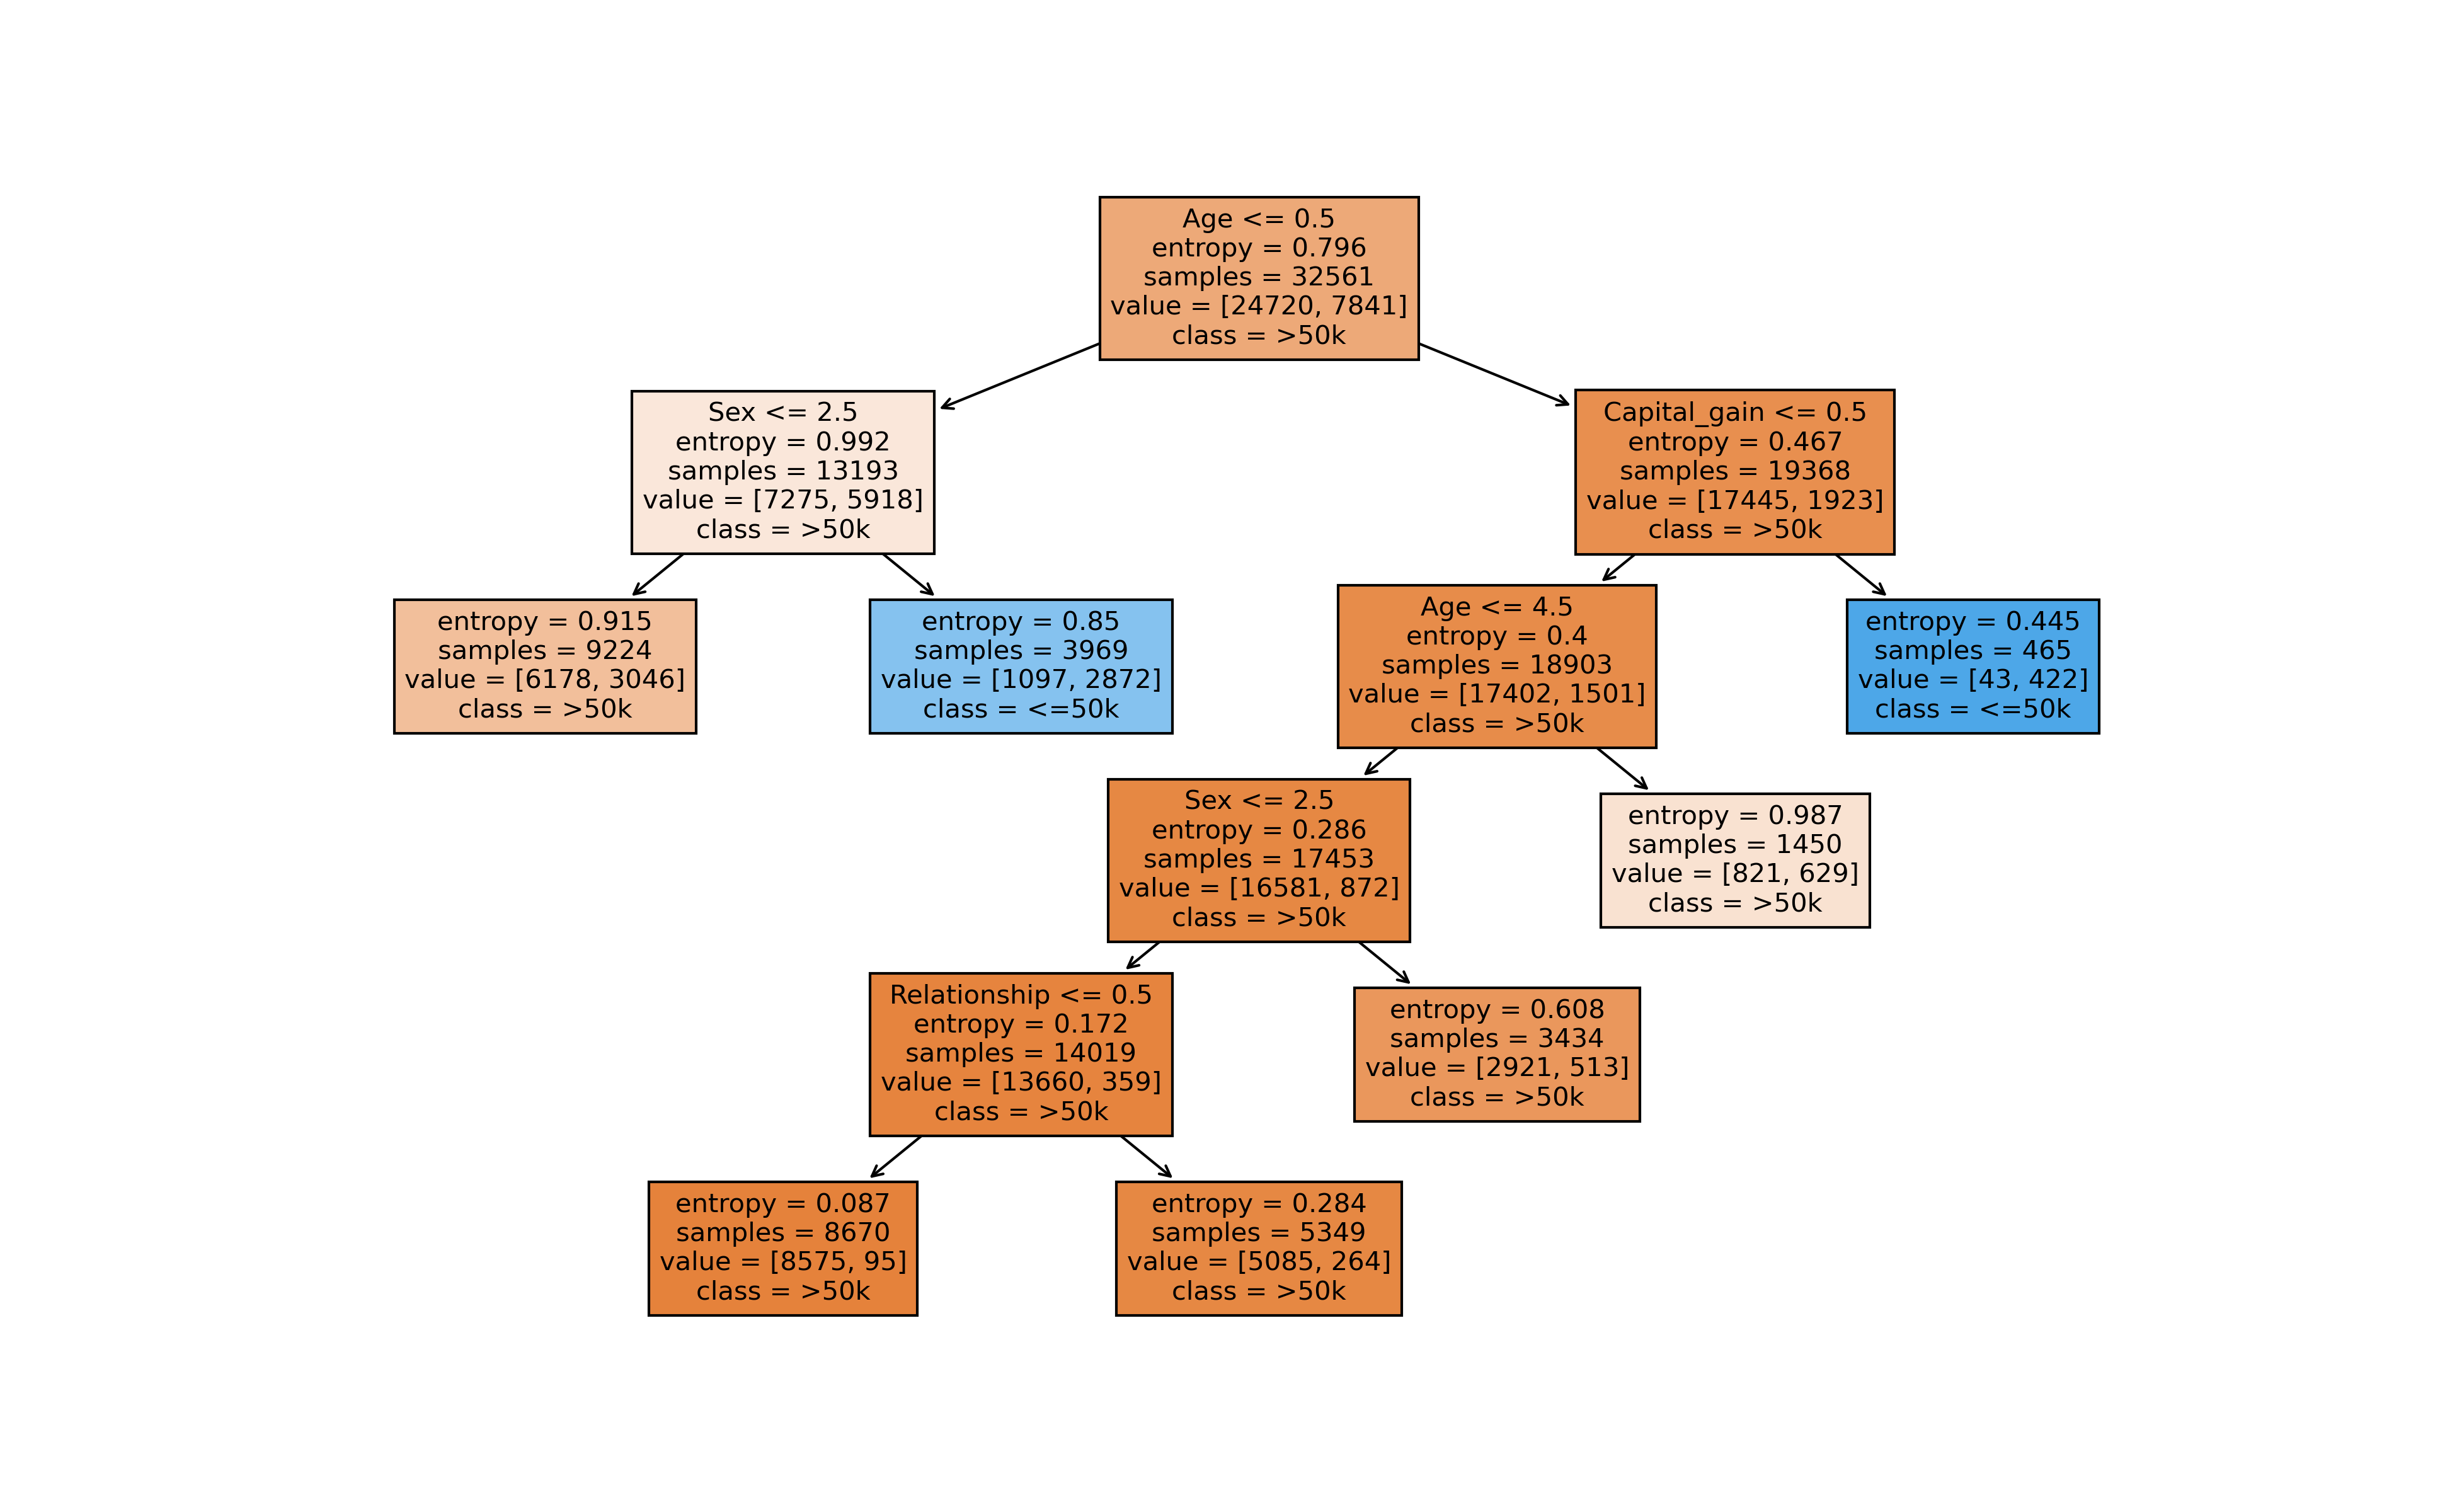 Age <= 0.5
entropy = 0.796
samples = 32561
value = [24720, 7841]
class = >50k
Sex <= 2.5
entropy = 0.992
samples = 13193
value = [7275, 5918]
class = >50k
Capital_gain <= 0.5
entropy = 0.467
samples = 19368
value = [17445, 1923]
class = >50k
entropy = 0.915
samples = 9224
value = [6178, 3046]
class = >50k
entropy = 0.85
samples = 3969
value = [1097, 2872]
class = <=50k
Age <= 4.5
entropy = 0.4
samples = 18903
value = [17402, 1501]
class = >50k
entropy = 0.445
samples = 465
value = [43, 422]
class = <=50k
Sex <= 2.5
entropy = 0.286
samples = 17453
value = [16581, 872]
class = >50k
entropy = 0.987
samples = 1450
value = [821, 629]
class = >50k
Relationship <= 0.5
entropy = 0.172
samples = 14019
value = [13660, 359]
class = >50k
entropy = 0.608
samples = 3434
value = [2921, 513]
class = >50k
entropy = 0.087
samples = 8670
value = [8575, 95]
class = >50k
entropy = 0.284
samples = 5349
value = [5085, 264]
class = >50k